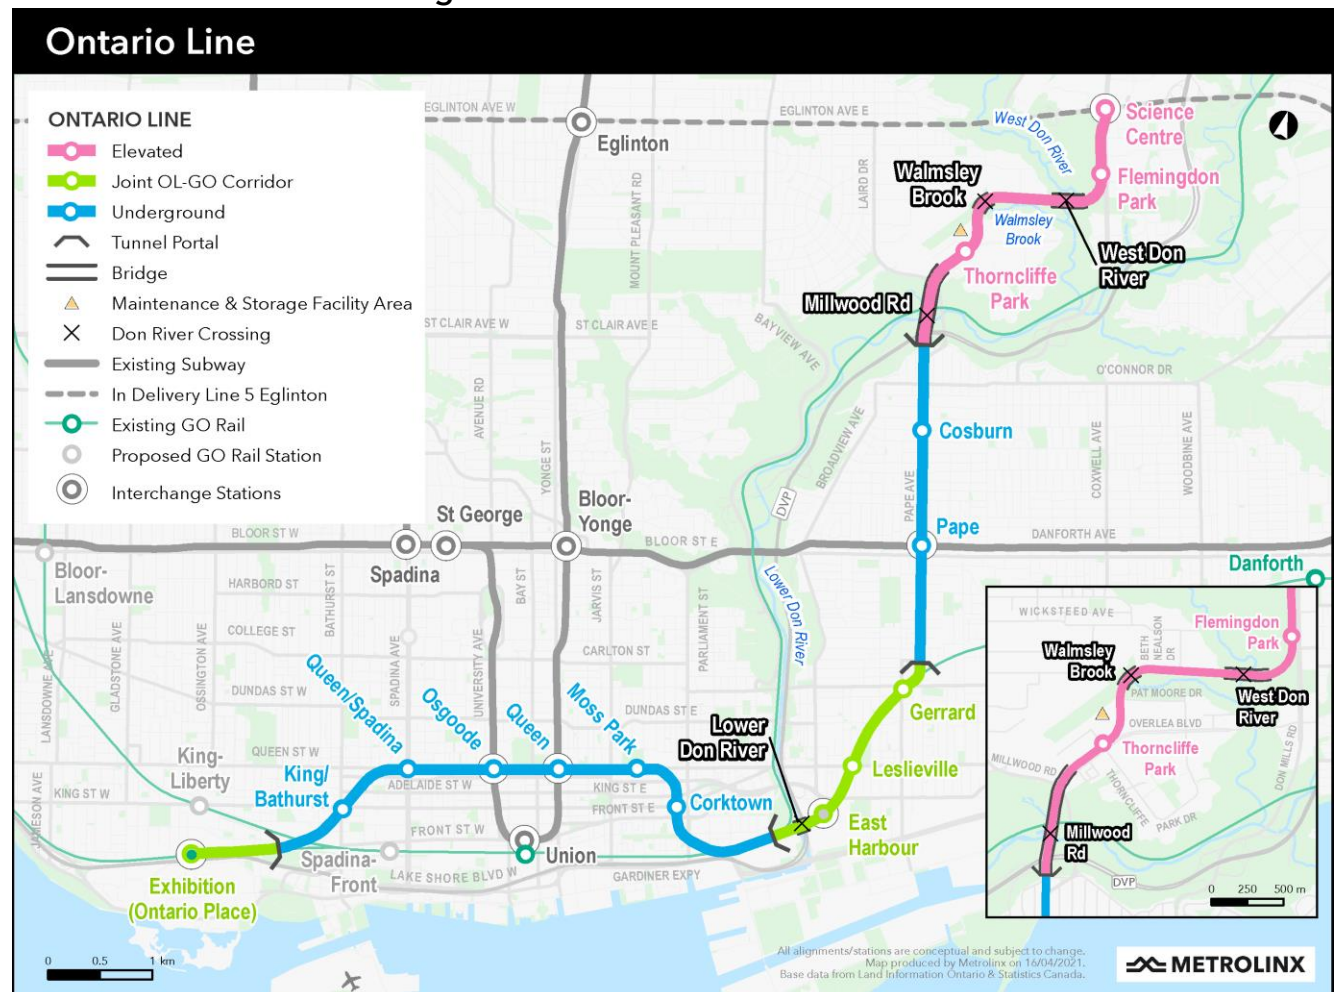 Ontario Line
ONTARIO LINE
Elevated
Joint OL-GO Corridor
Underground
Tunnel Portal
Bridge
Maintenance & Storage Facility Area
Don River Crossing
Existing Subway
In Delivery Line 5 Eglinton
Existing GO Rail
Proposed GO Rail Station
Interchange Stations
EGLINTON AVE W
EGLINTON AVE E
Eglinton
West Don River
Science
Centre
Flemingdon
Park
Walmsley
Brook
Walmsley
Brook
West Don
River
Thorncliffe
Park
Millwood Rd
LAIRD DR
MOUNT PLEASANT RD
ST CLAIR AVE W
ST CLAIR AVE E
BAYVIEW AVE
O'CONNOR DR
AVENUE RD
YONGE ST
BROADVIEW AVE
DVP
PAPE AVE
COXWELL AVE
WOODBINE AVE
Cosburn
Pape
DANFORTH AVE
Danforth
St George
Bloor-
Yonge
Spadina
BLOOR ST W
BLOOR ST E
Bloor-
Lansdowne
HARBORD ST
COLLEGE ST
DUNDAS ST W
BATHURST ST
BAY ST
JARVIS ST
PARLIAMENT ST
CARLTON ST
Lower Don River
LANSDOWNE AVE
GLADSTONE AVE
OSSINGTON AVE
SPADINA AVE
UNIVERSITY AVE
Queen/Spadina
Osgoode
Queen
Moss Park
DUNDAS ST E
Lower
Don River
Gerrard
Leslieville
East
Harbour
Corktown
King-
Liberty
QUEEN ST W
King/
Bathurst
ADELAIDE ST W
KING ST E
FRONT ST E
KING ST W
JAMESON AVE
FRONT ST W
Spadina-
Front
Union
LAKE SHORE BLVD W
GARDINER EXPY
Exhibition
(Ontario Place)
0 0.5 1 km
WICKSTEED AVE
BETH
NEALSON
DR
Flemingdon
Park
Walmsley
Brook
PAT MOORE DR
West Don
River
OVERLEA BLVD
Thorncliffe
Park
MILLWOOD RD
THORNCLIFFE
PARK DR
DON MILLS RD
Millwood
Rd
DVP
0 250 500 m
All alignments/stations are conceptual and subject to change.
Map produced by Metrolinx on 16/04/2021.
Base data from Land Information Ontario & Statistics Canada.
METROLINX